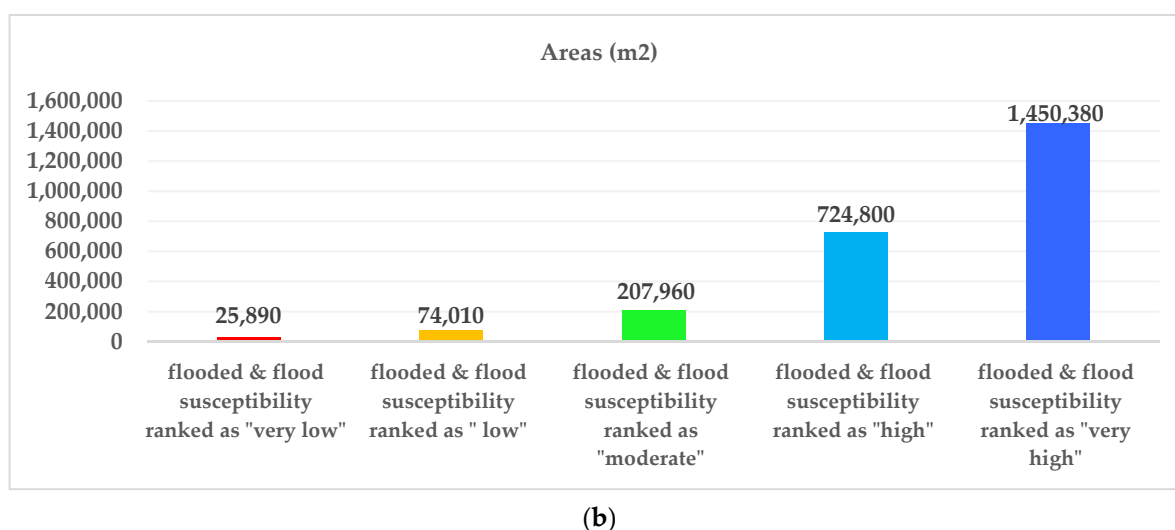 Areas (m2)
1,600,000
1,400,000
1,200,000
1,000,000
800,000
600,000
400,000
200,000
0
25,890
74,010
207,960
724,800
1,450,380
flooded & flood
susceptibility
ranked as "very low"
flooded & flood
susceptibility
ranked as " low"
flooded & flood
susceptibility
ranked as
"moderate"
flooded & flood
susceptibility
ranked as "high"
flooded & flood
susceptibility
ranked as "very
high"
(b)